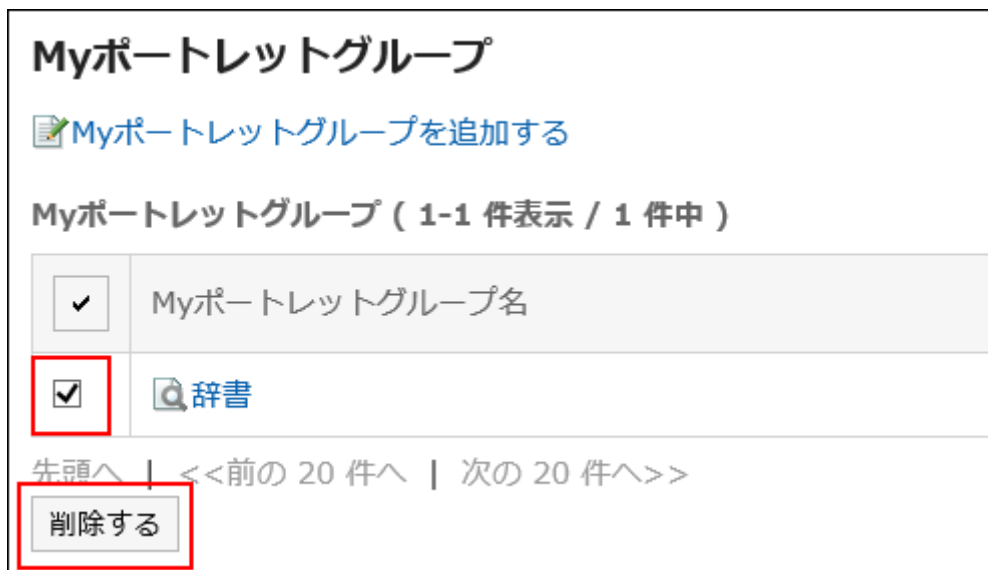 Myポートレットグループ
Myポートレットグループを追加する
Myポートレットグループ ( 1-1 件表示 / 1 件中 )
Myポートレットグループ名
辞書
先頭へ | <<前の 20 件へ | 次の 20 件へ>>
削除する